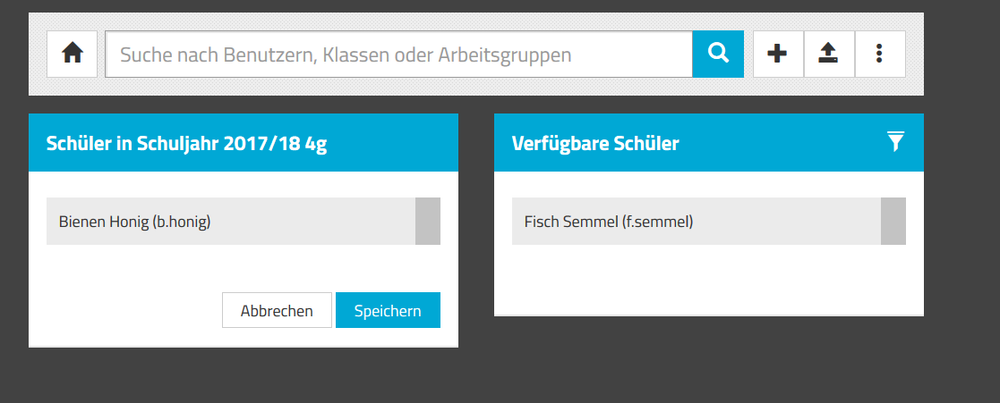 Suche nach Benutzern, Klassen oder Arbeitsgruppen
Schüler in Schuljahr 2017/18 4g
Bienen Honig (b.honig)
Abbrechen
Speichern
Verfügbare Schüler
Fisch Semmel (f.semmel)